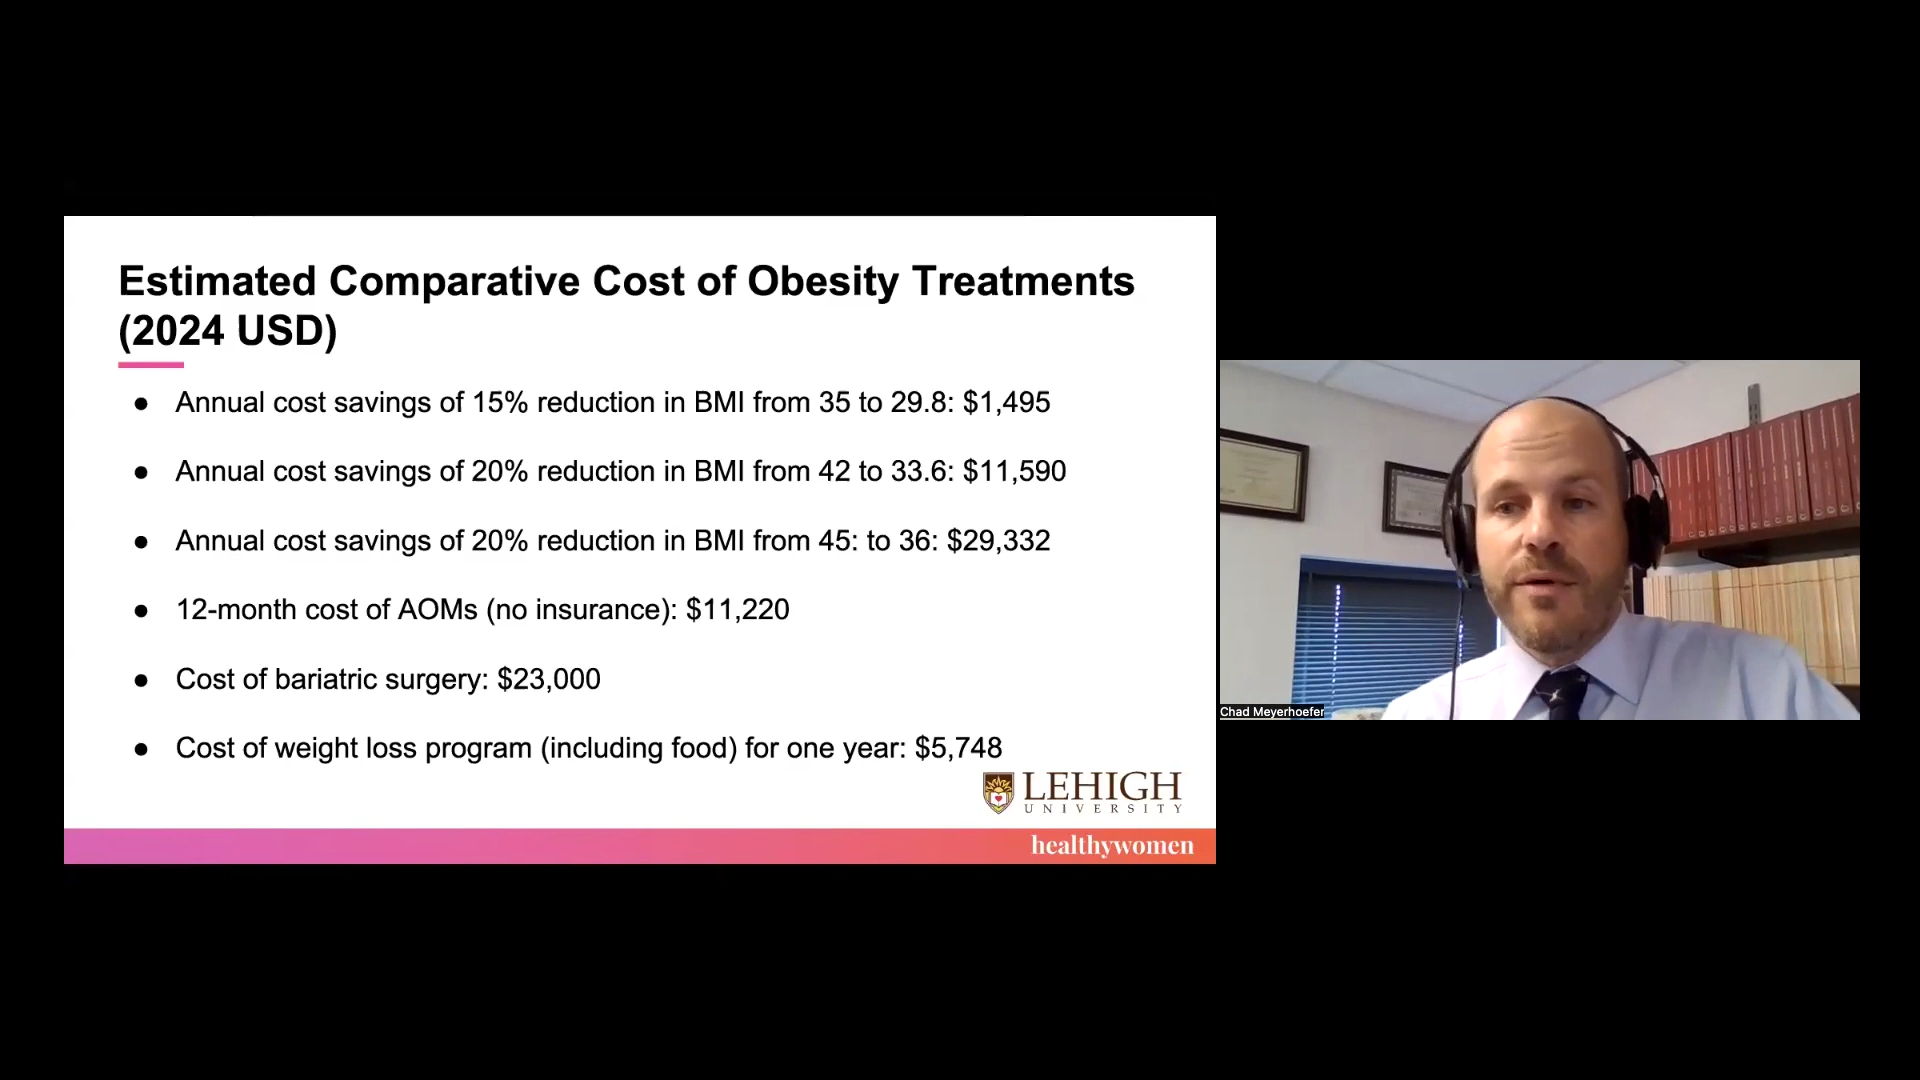 Estimated Comparative Cost of Obesity Treatments
(2024 USD)
● Annual cost savings of 15% reduction in BMI from 35 to 29.8: $1,495
● Annual cost savings of 20% reduction in BMI from 42 to 33.6: $11,590
● Annual cost savings of 20% reduction in BMI from 45: to 36: $29,332
● 12-month cost of AOMs (no insurance): $11,220
● Cost of bariatric surgery: $23,000
● Cost of weight loss program (including food) for one year: $5,748
LEHIGH
UNIVERSITY
healthywomen
Chad Meyerhoefer